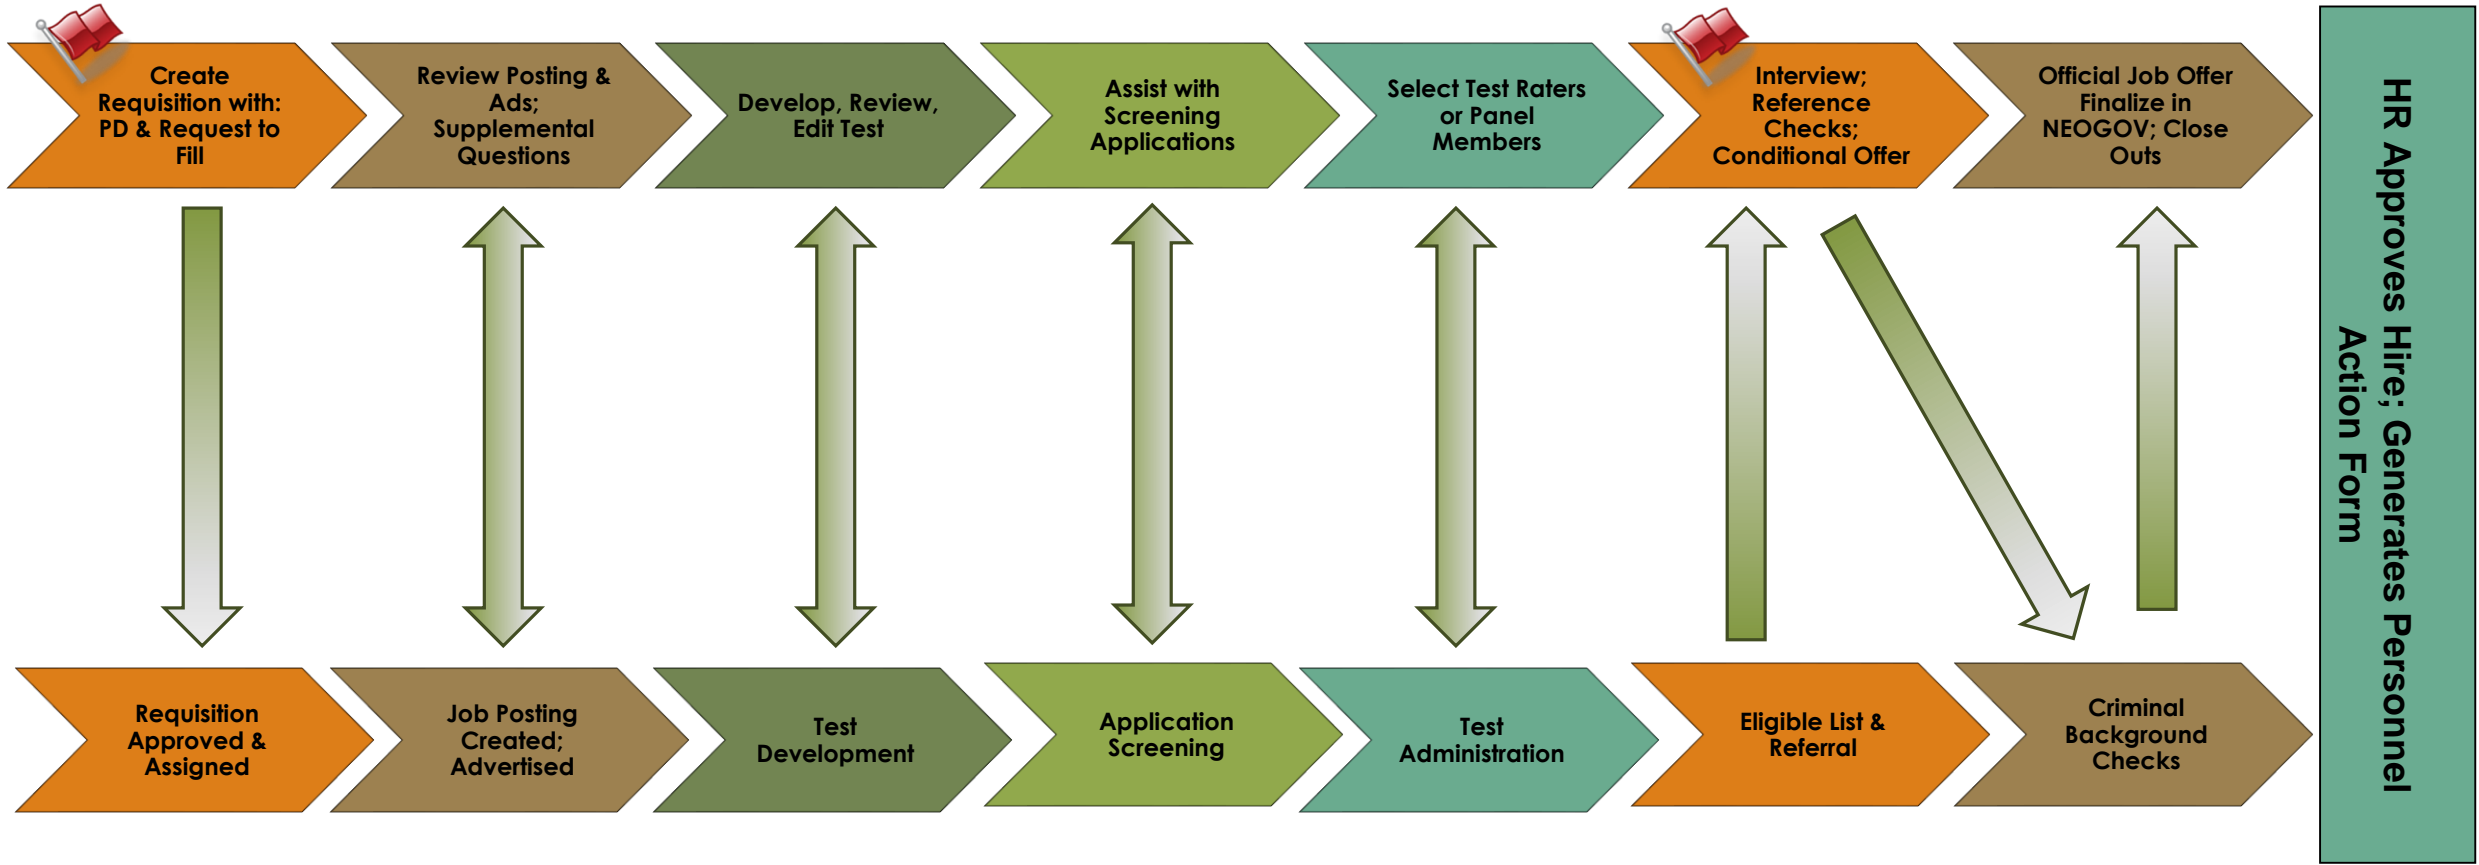 Create
Requisition with:
PD & Request to
Fill
Review Posting &
Ads;
Supplemental
Questions
Develop, Review,
Edit Test
Assist with
Screening
Applications
Select Test Raters
or Panel
Members
Interview;
Reference
Checks;
Conditional Offer
Official Job Offer
Finalize in
NEOGOV; Close
Outs
Requisition
Approved &
Assigned
Job Posting
Created;
Advertised
Test
Development
Application
Screening
Test
Administration
Eligible List &
Referral
Criminal
Background
Checks
HR Approves Hire; Generates Personnel
Action Form